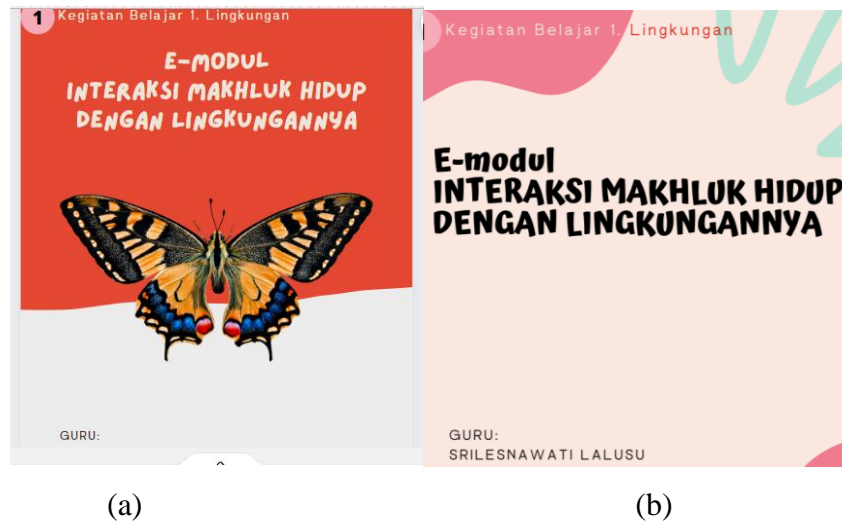 1 Kegiatan Belajar 1. Lingkungan
E-MODUL
INTERAKSI MAKHLUK HIDUP
DENGAN LINGKUNGANNYA
GURU:
(a)
Kegiatan Belajar 1. Lingkungan
E-modul
INTERAKSI MAKHLUK HIDUP
DENGAN LINGKUNGANNYA
GURU:
SRILESNAWATI LALUSU
(b)